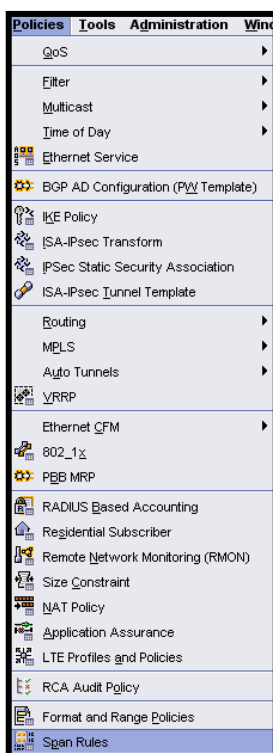 Policies Tools Administration
QoS
Filter
Multicast
Time of Day
Ethernet Service
BGP AD Configuration (PW Template)
IKE Policy
ISA-IPsec Transform
IPSec Static Security Association
ISA-IPsec Tunnel Template
Routing
MPLS
Auto Tunnels
VRRP
Ethernet CFM
802_1x
PBB MRP
RADIUS Based Accounting
Residential Subscriber
Remote Network Monitoring (RMON)
Size Constraint
NAT Policy
Application Assurance
LTE Profiles and Policies
RCA Audit Policy
Format and Range Policies
Span Rules